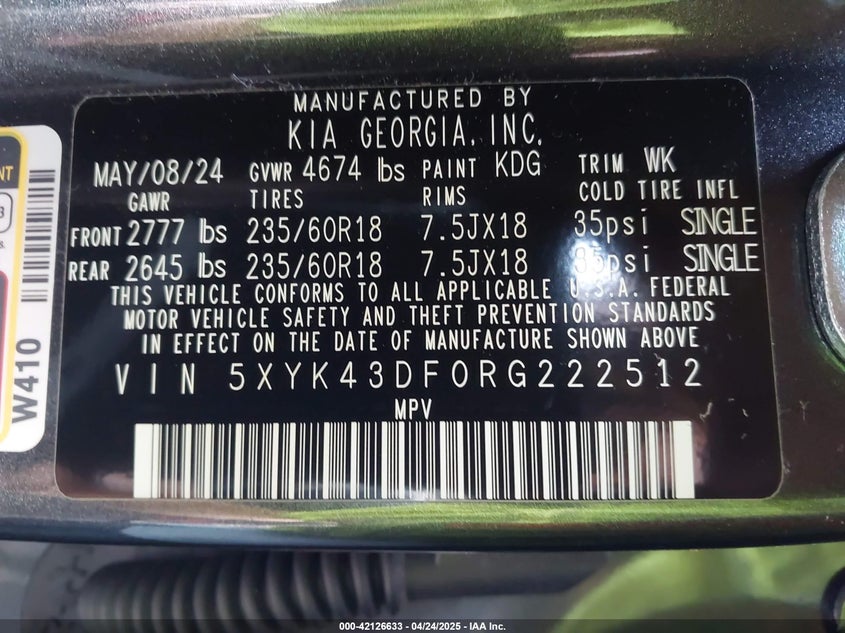 MANUFACTURED BY
KIA GEORGIA, INC.
MAY/08/24 GVWR 4674 lbs PAINT KDG TRIM WK
GAWR TIRES RIMS COLD TIRE INFL
FRONT 2777 lbs 235/60R18 7.5JX18 35psi SINGLE
REAR 2645 lbs 235/60R18 7.5JX18 35psi SINGLE
THIS VEHICLE CONFORMS TO ALL APPLICABLE U.S.A. FEDERAL
MOTOR VEHICLE SAFETY AND THEFT PREVENTION STANDARDS
IN EFFECT ON THE DATE OF MANUFACTURE SHOWN ABOVE
VIN 5XYK43DF0RG222512
MPV
W410
000-42126633 - 04/24/2025 - IAA Inc.